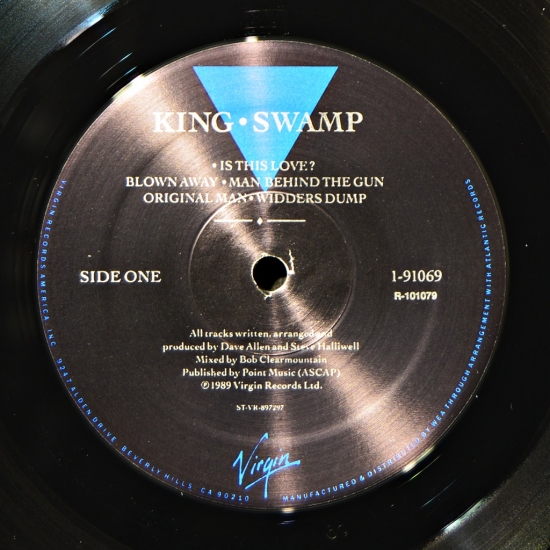 KING • SWAMP
• IS THIS LOVE?
BLOWN AWAY • MAN BEHIND THE GUN
ORIGINAL MAN • WIDDERS DUMP
SIDE ONE
1-91069
R-101079
All tracks written, arranged and
produced by Dave Allen and Steve Halliwell
Mixed by Bob Clearmountain
Published by Point Music (ASCAP)
℗©1989 Virgin Records Ltd.
ST-VR-897297
Virgin
VIRGIN RECORDS AMERICA, INC. 9247 ALDEN DRIVE, BEVERLY HILLS, CA 90210
MANUFACTURED & DISTRIBUTED BY WEA THROUGH ARRANGEMENT WITH ATLANTIC RECORDS